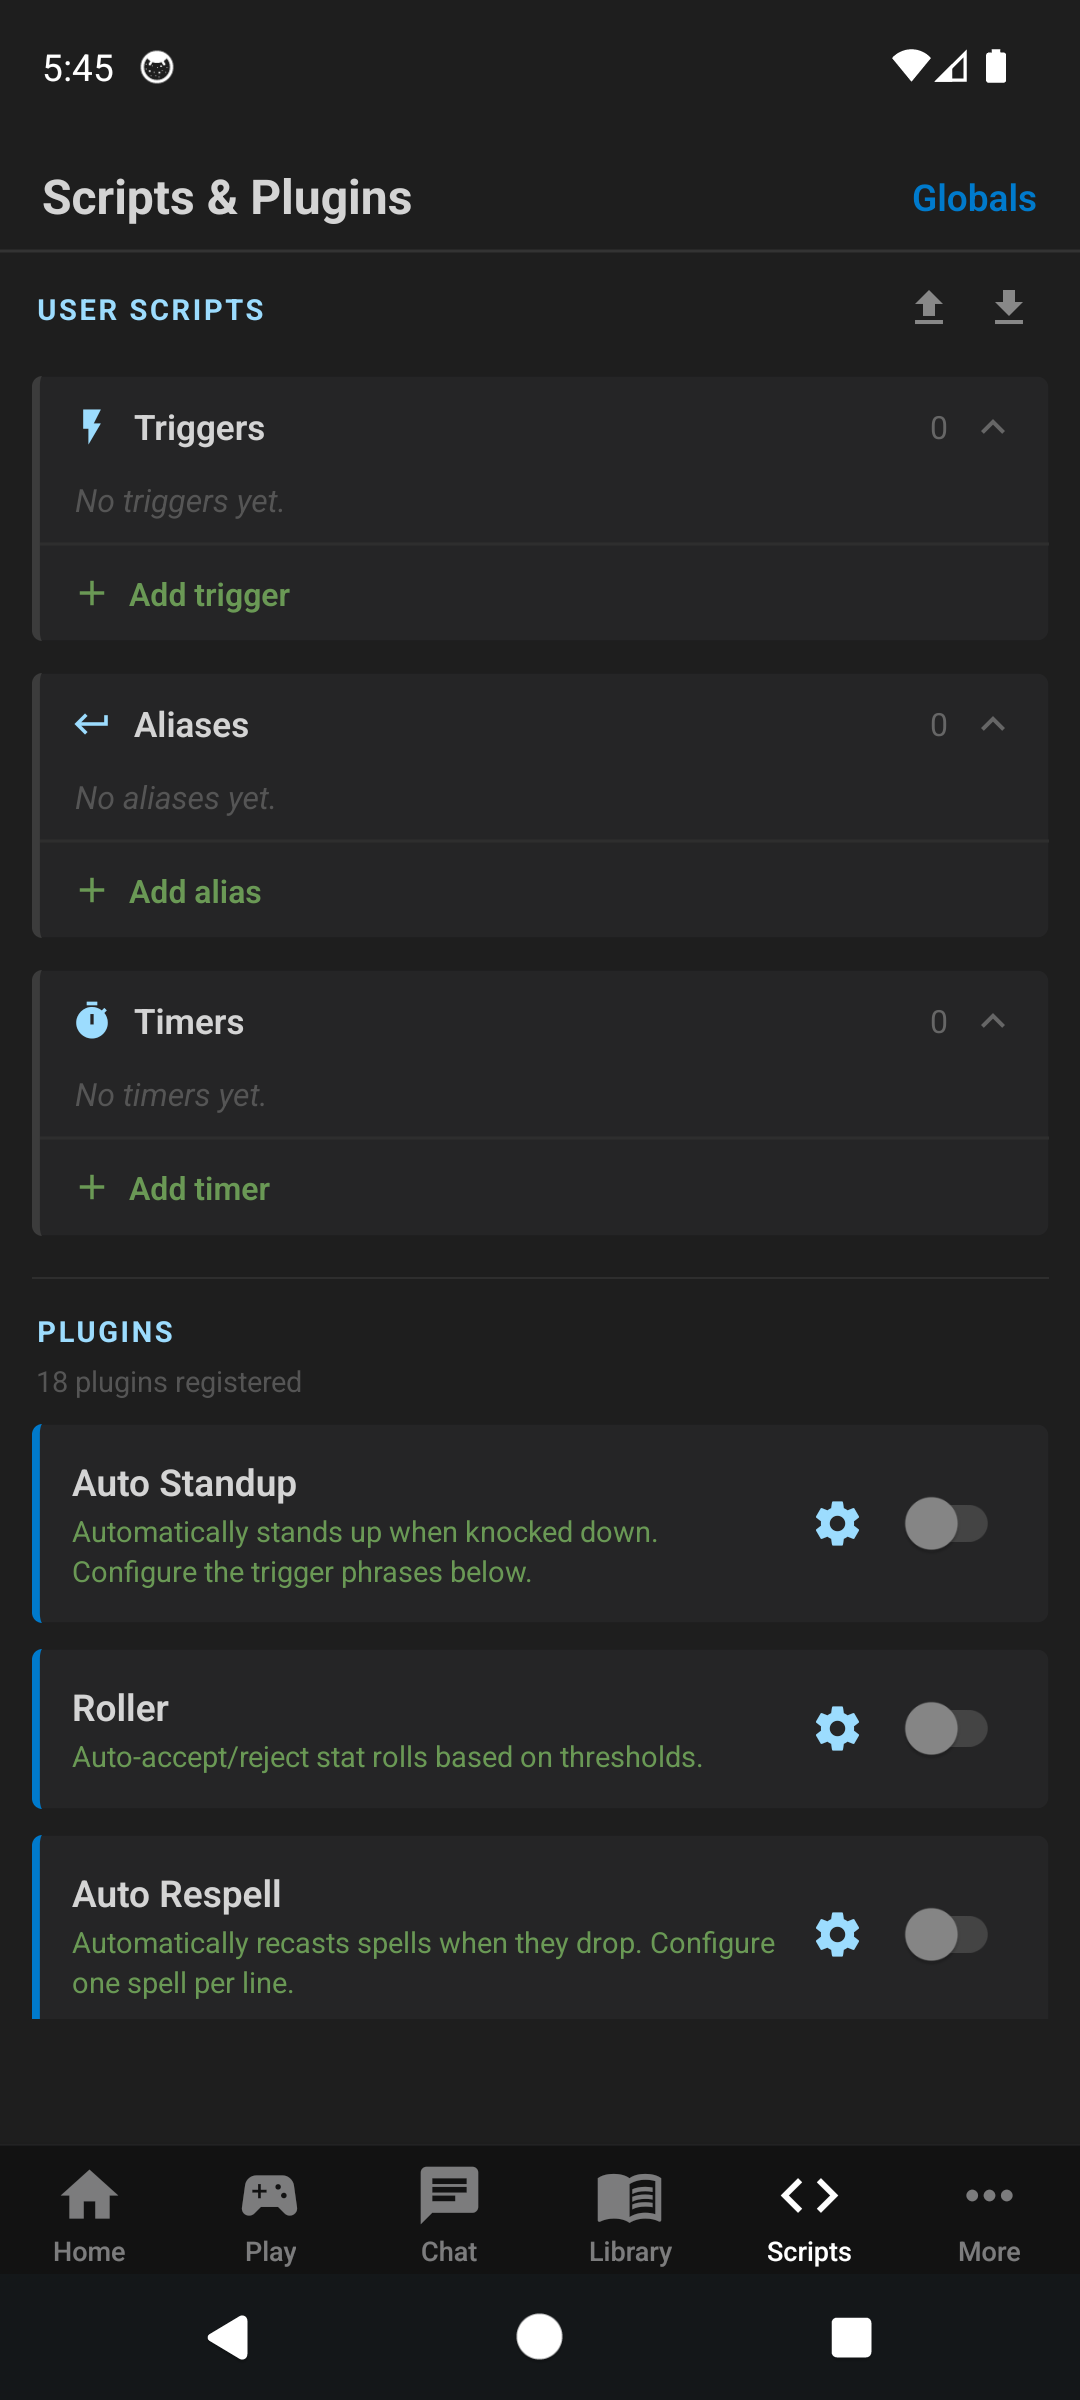 5:45
Scripts & Plugins
Globals
USER SCRIPTS
Triggers
0
No triggers yet.
+ Add trigger
Aliases
0
No aliases yet.
+ Add alias
Timers
0
No timers yet.
+ Add timer
PLUGINS
18 plugins registered
Auto Standup
Automatically stands up when knocked down.
Configure the trigger phrases below.
Roller
Auto-accept/reject stat rolls based on thresholds.
Auto Respell
Automatically recasts spells when they drop. Configure
one spell per line.
Home
Play
Chat
Library
Scripts
More